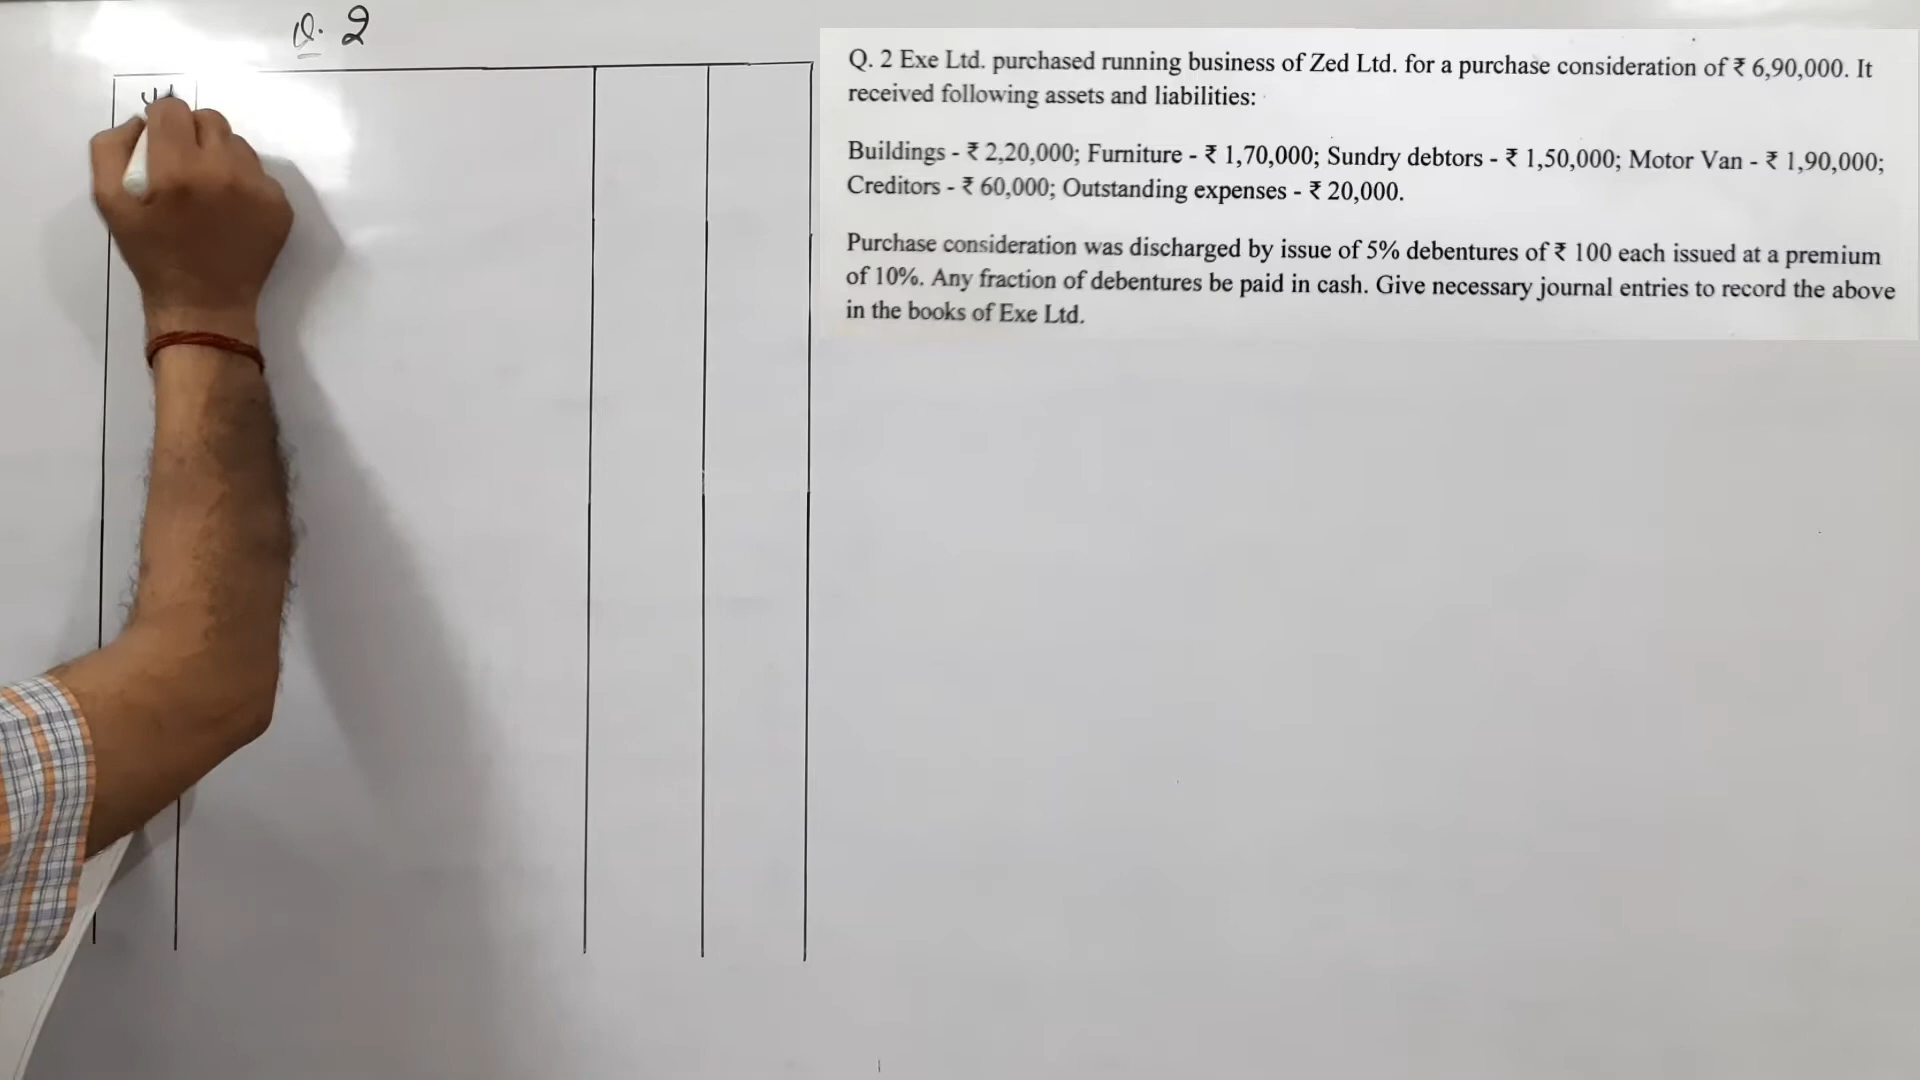 Q. 2
Q. 2 Exe Ltd. purchased running business of Zed Ltd. for a purchase consideration of ₹ 6,90,000. It
received following assets and liabilities:
Buildings - ₹ 2,20,000; Furniture - ₹ 1,70,000; Sundry debtors - ₹ 1,50,000; Motor Van - ₹ 1,90,000;
Creditors - ₹ 60,000; Outstanding expenses - ₹ 20,000.
Purchase consideration was discharged by issue of 5% debentures of ₹ 100 each issued at a premium
of 10%. Any fraction of debentures be paid in cash. Give necessary journal entries to record the above
in the books of Exe Ltd.